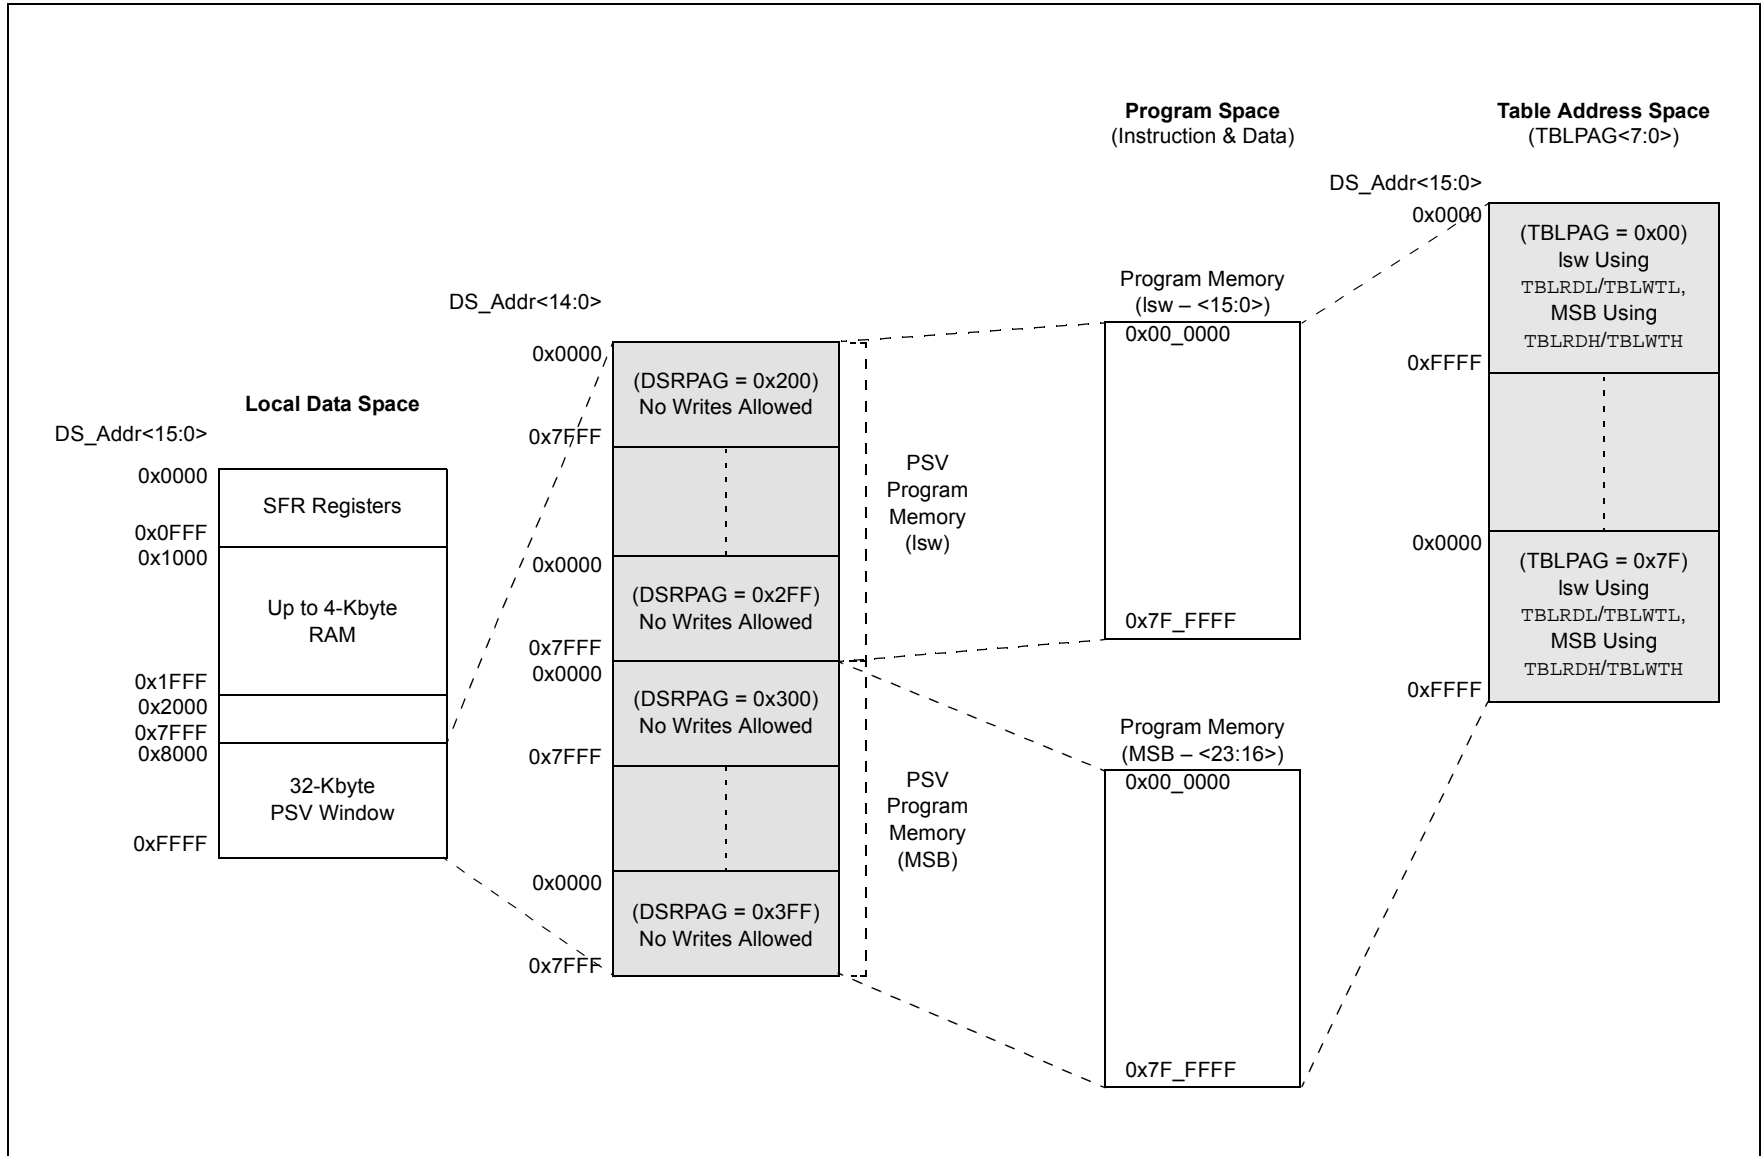 Program Space
(Instruction & Data)
Table Address Space
(TBLPAG<7:0>)
Local Data Space
DS_Addr<15:0>
0x0000
SFR Registers
0x0FFF
0x1000
Up to 4-Kbyte
RAM
0x1FFF
0x2000
0x7FFF
0x8000
32-Kbyte
PSV Window
0xFFFF
DS_Addr<14:0>
0x0000
(DSRPAG = 0x200)
No Writes Allowed
0x7FFF
0x0000
(DSRPAG = 0x2FF)
No Writes Allowed
0x7FFF
0x0000
(DSRPAG = 0x300)
No Writes Allowed
0x7FFF
0x0000
(DSRPAG = 0x3FF)
No Writes Allowed
0x7FFF
PSV
Program
Memory
(lsw)
PSV
Program
Memory
(MSB)
Program Memory
(lsw – <15:0>)
0x00_0000
0x7F_FFFF
Program Memory
(MSB – <23:16>)
0x00_0000
0x7F_FFFF
DS_Addr<15:0>
0x0000
(TBLPAG = 0x00)
lsw Using
TBLRDL/TBLWTL,
MSB Using
TBLRDH/TBLWTH
0xFFFF
0x0000
(TBLPAG = 0x7F)
lsw Using
TBLRDL/TBLWTL,
MSB Using
TBLRDH/TBLWTH
0xFFFF